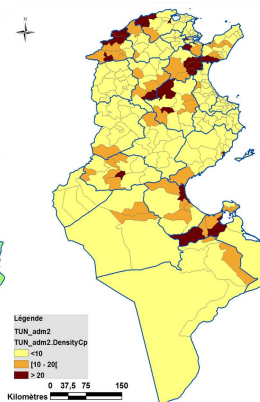 N
Légende
TUN_adm2
TUN_adm2.DensityCp
<10
[10 - 20[
> 20
Kilomètres
0 37,5 75 150